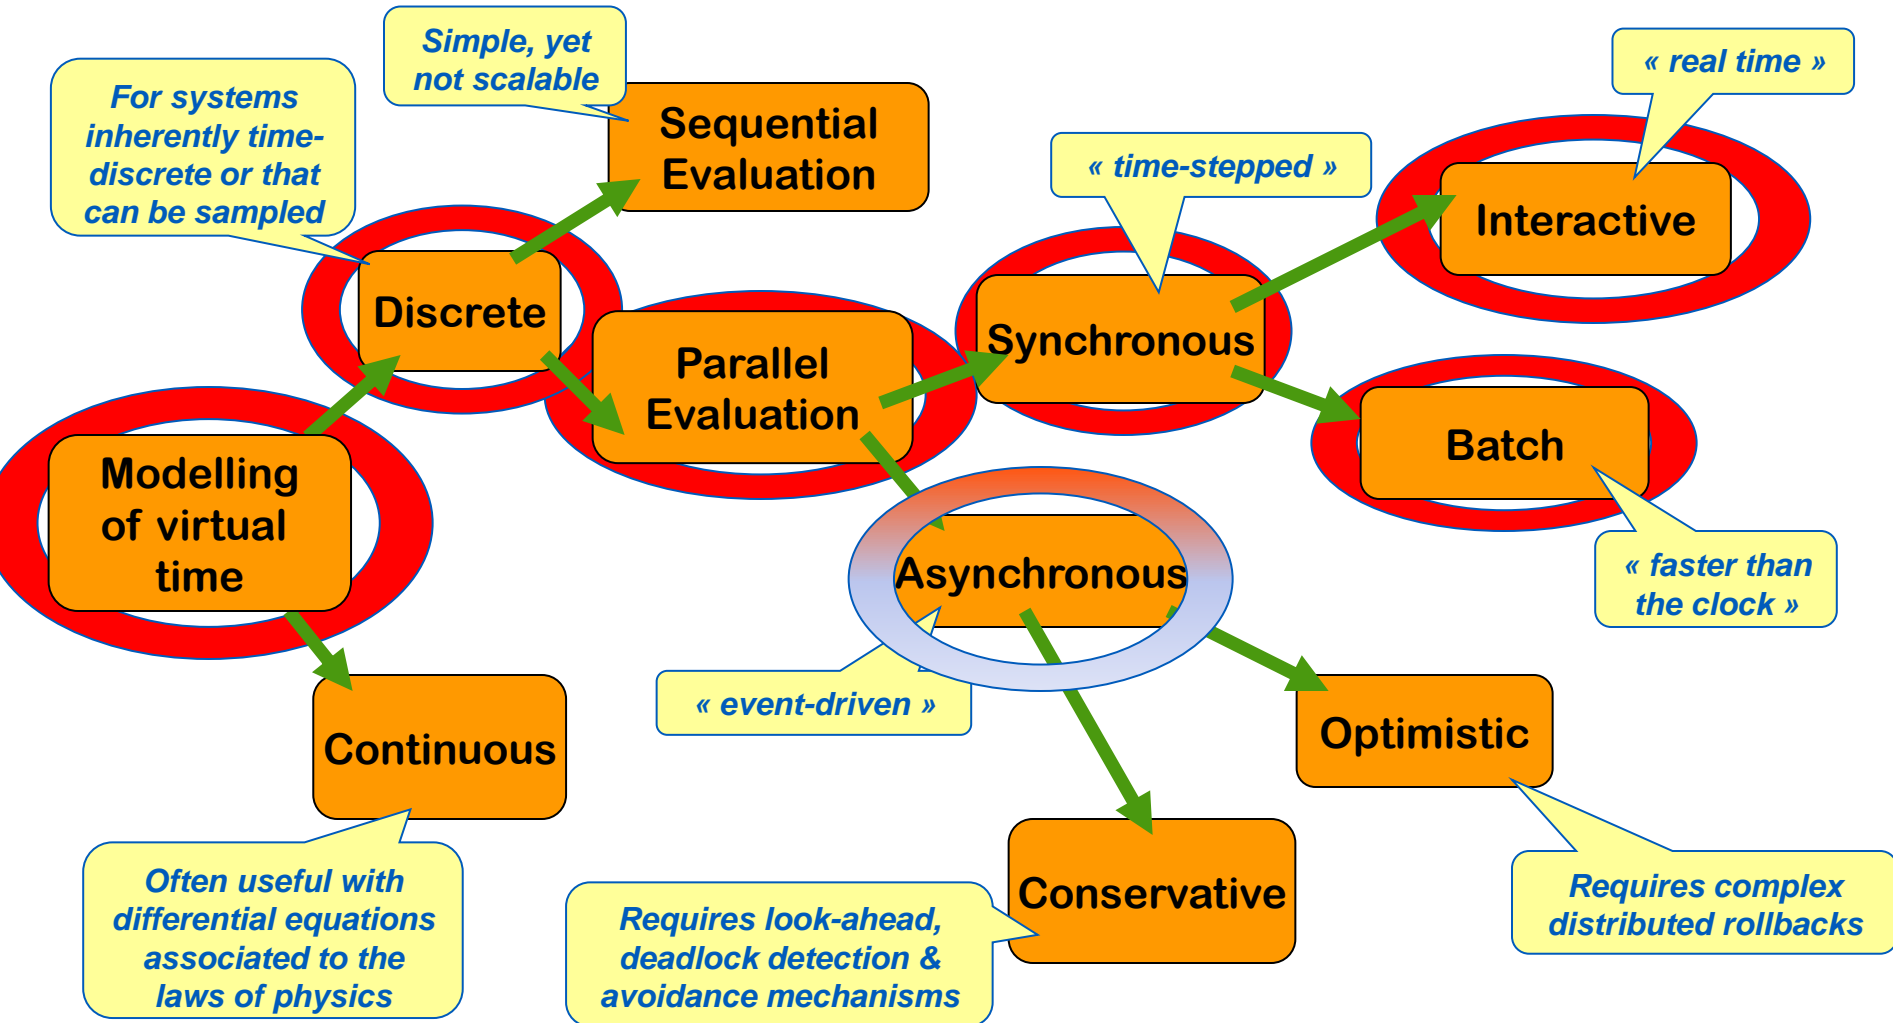 Simple, yet
not scalable
« real time »
For systems
inherently time-
discrete or that
can be sampled
Sequential
Evaluation
« time-stepped »
Interactive
Discrete
Synchronous
Parallel
Evaluation
Batch
Modelling
of virtual
time
Asynchronous
« faster than
the clock »
« event-driven »
Optimistic
Continuous
Often useful with
differential equations
associated to the
laws of physics
Conservative
Requires look-ahead,
deadlock detection &
avoidance mechanisms
Requires complex
distributed rollbacks